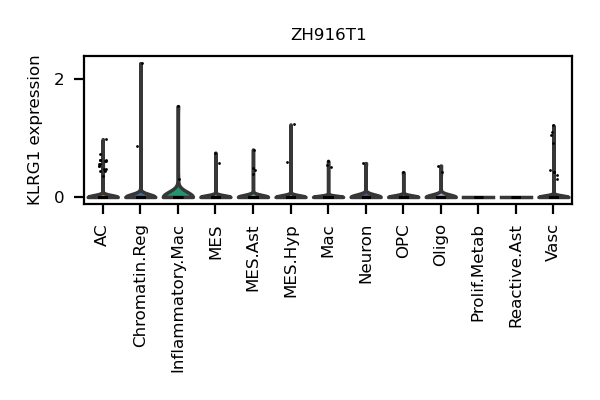 ZH916T1
KLRG1 expression
2
0
AC
Chromatin.Reg
Inflammatory.Mac
MES
MES.Ast
MES.Hyp
Mac
Neuron
OPC
Oligo
Prolif.Metab
Reactive.Ast
Vasc